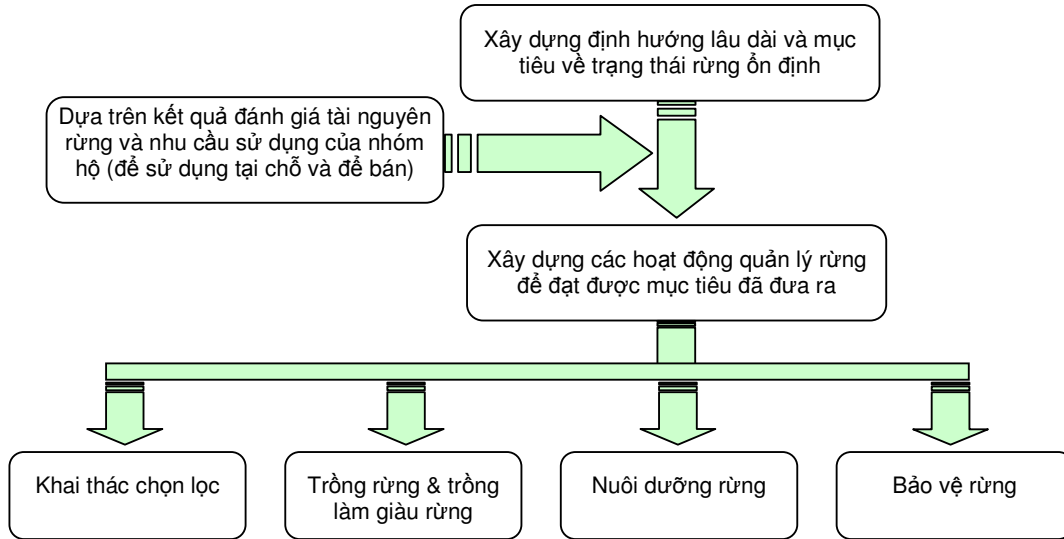 Xây dựng định hướng lâu dài và mục
tiêu về trạng thái rừng ổn định
Dựa trên kết quả đánh giá tài nguyên
rừng và nhu cầu sử dụng của nhóm
hộ (để sử dụng tại chỗ và để bán)
Xây dựng các hoạt động quản lý rừng
để đạt được mục tiêu đã đưa ra
Khai thác chọn lọc
Trồng rừng & trồng
làm giàu rừng
Nuôi dưỡng rừng
Bảo vệ rừng